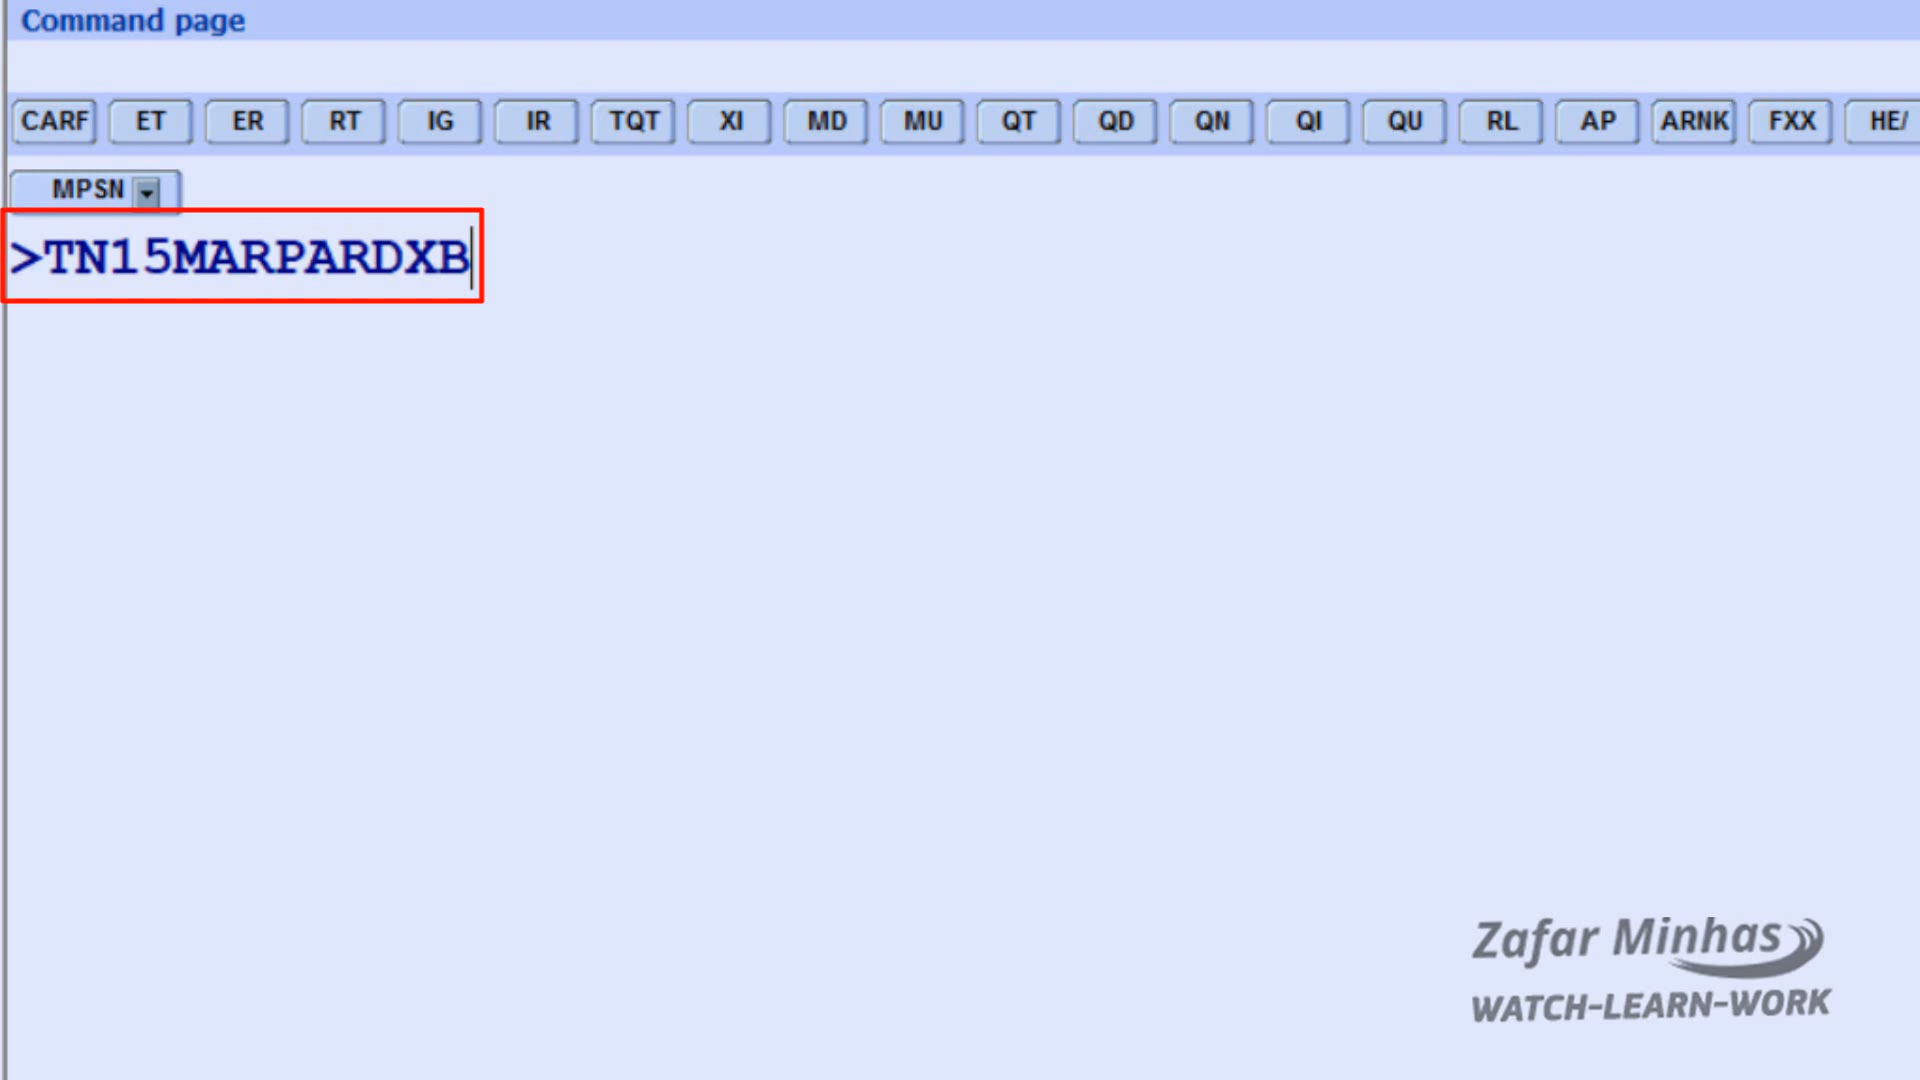 Command page
CARF ET ER RT IG IR TQT XI MD MU QT QD QN QI QU RL AP ARNK FXX HE/
MPSN
>TN15MARPARDXB
Zafar Minhas
WATCH-LEARN-WORK